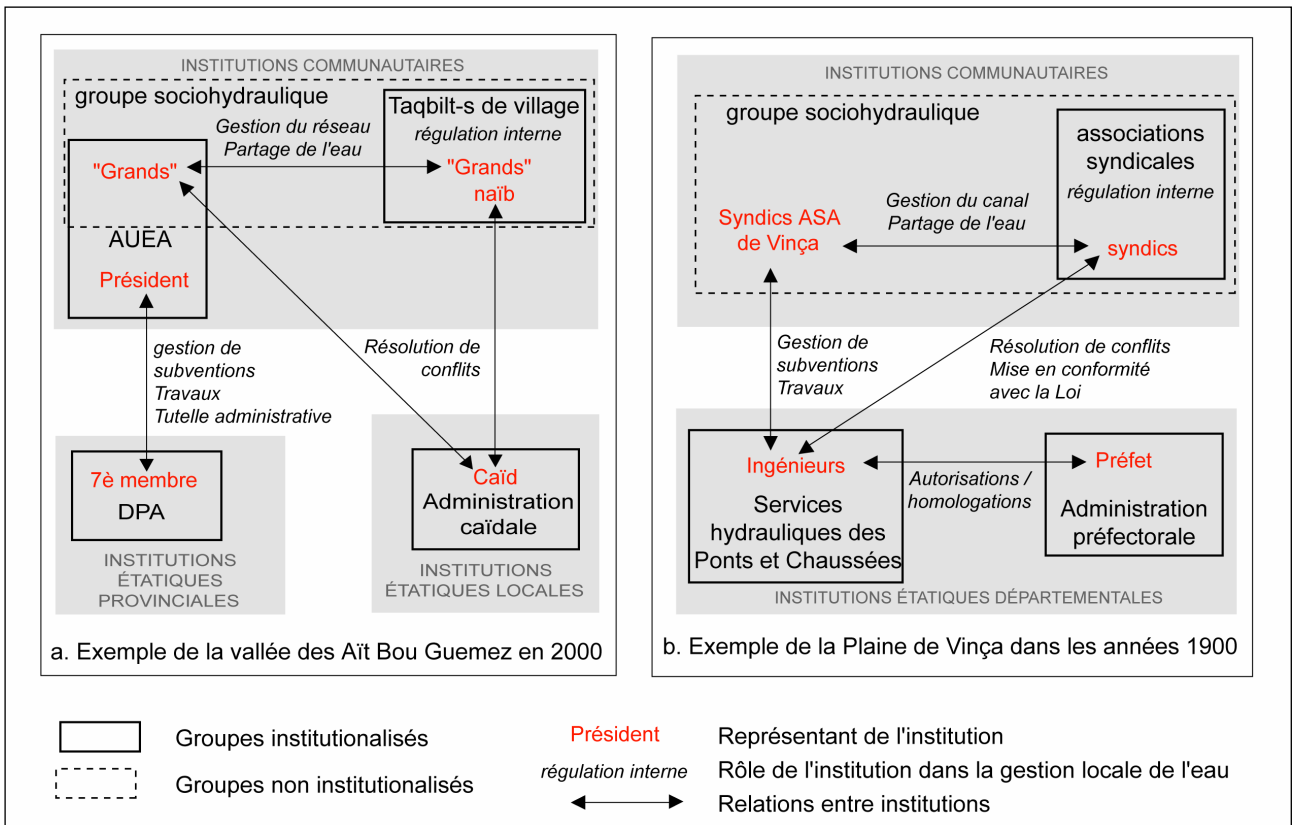 INSTITUTIONS COMMUNAUTAIRES
groupe sociohydraulique
Taqbilt-s de village
régulation interne
Gestion du réseau
Partage de l'eau
"Grands"
"Grands"
naïb
AUEA
Président
gestion de
subventions
Travaux
Tutelle administrative
Résolution de
conflits
7è membre
DPA
INSTITUTIONS
ÉTATIQUES
PROVINCIALES
Caïd
Administration
caïdale
INSTITUTIONS
ÉTATIQUES LOCALES
a. Exemple de la vallée des Aït Bou Guemez en 2000
INSTITUTIONS COMMUNAUTAIRES
groupe sociohydraulique
associations
syndicales
régulation interne
Gestion du canal
Partage de l'eau
Syndics ASA
de Vinça
syndics
Gestion de
subventions
Travaux
Résolution de conflits
Mise en conformité
avec la Loi
Ingénieurs
Services
hydrauliques des
Ponts et Chaussées
Autorisations /
homologations
Préfet
Administration
préfectorale
INSTITUTIONS ÉTATIQUES DÉPARTEMENTALES
b. Exemple de la Plaine de Vinça dans les années 1900
Groupes institutionalisés
Groupes non institutionalisés
Président
Représentant de l'institution
régulation interne
Rôle de l'institution dans la gestion locale de l'eau
Relations entre institutions